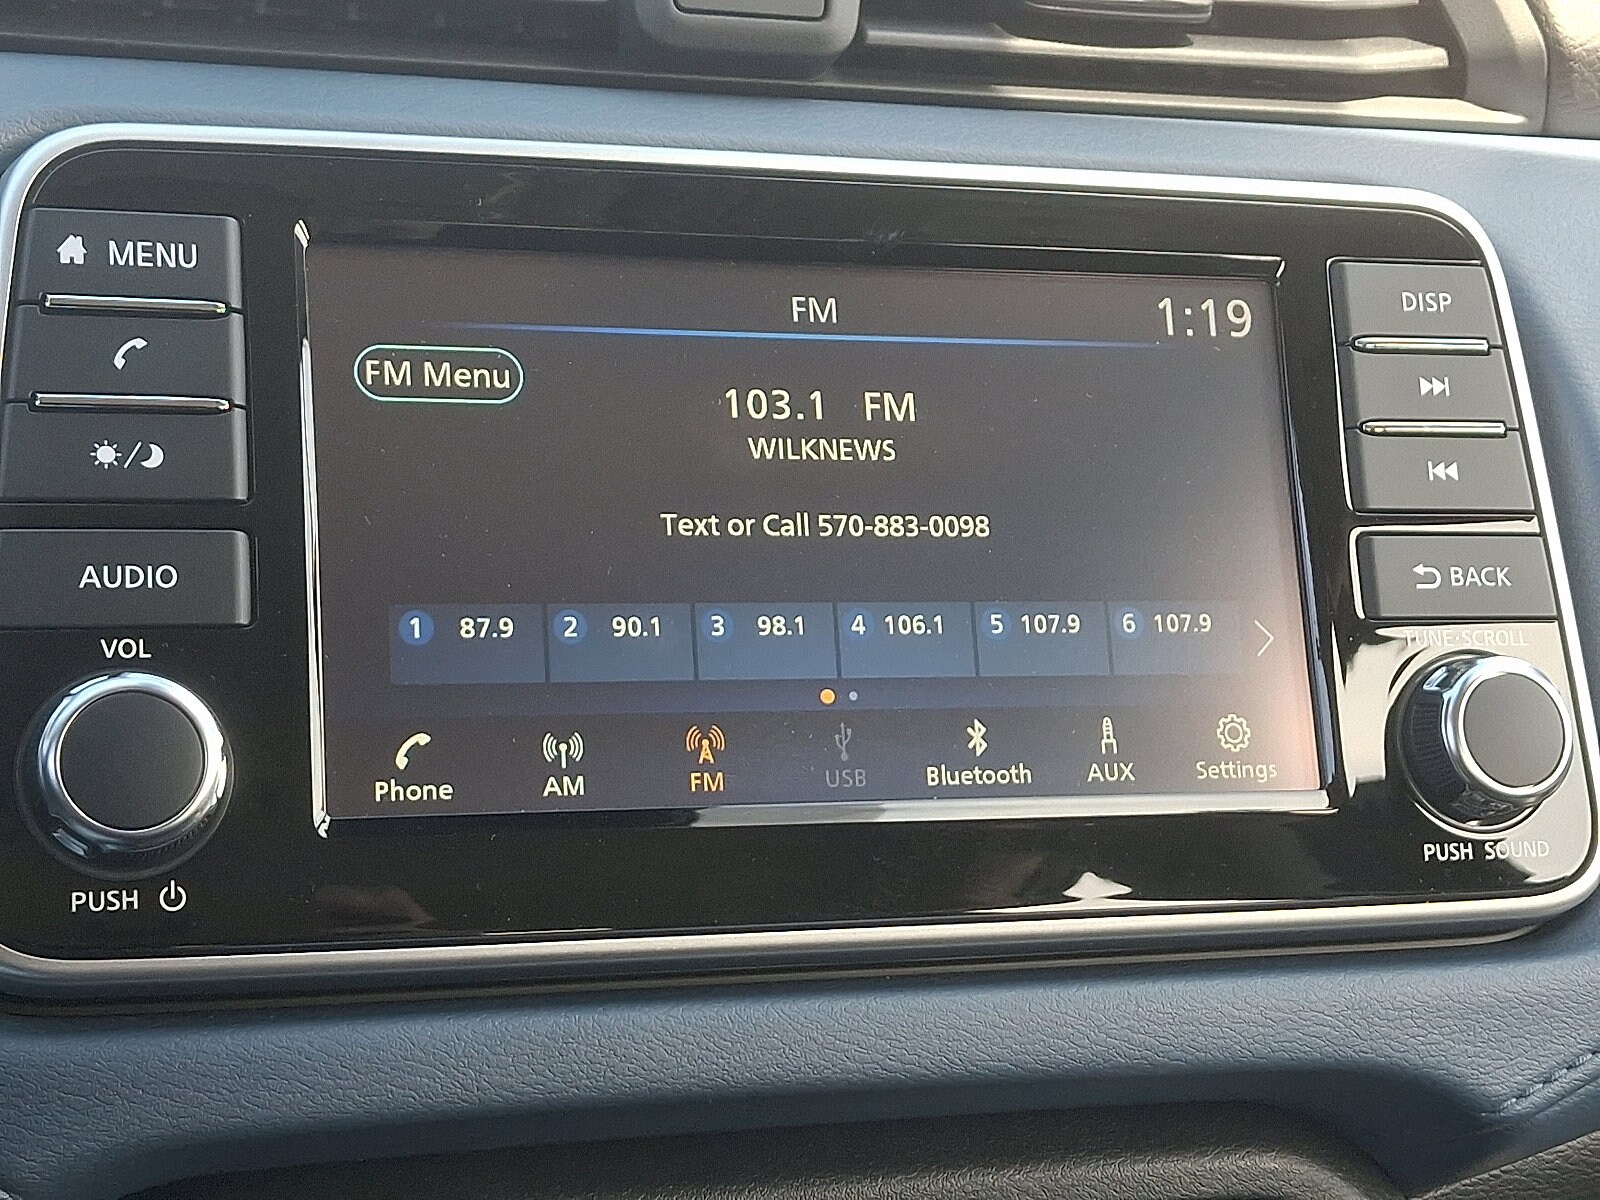 MENU
AUDIO
VOL
PUSH
FM
1:19
FM Menu
103.1 FM
WILKNEWS
Text or Call 570-883-0098
1 87.9
2 90.1
3 98.1
4 106.1
5 107.9
6 107.9
Phone
AM
FM
USB
Bluetooth
AUX
Settings
DISP
BACK
TUNE·SCROLL
PUSH SOUND